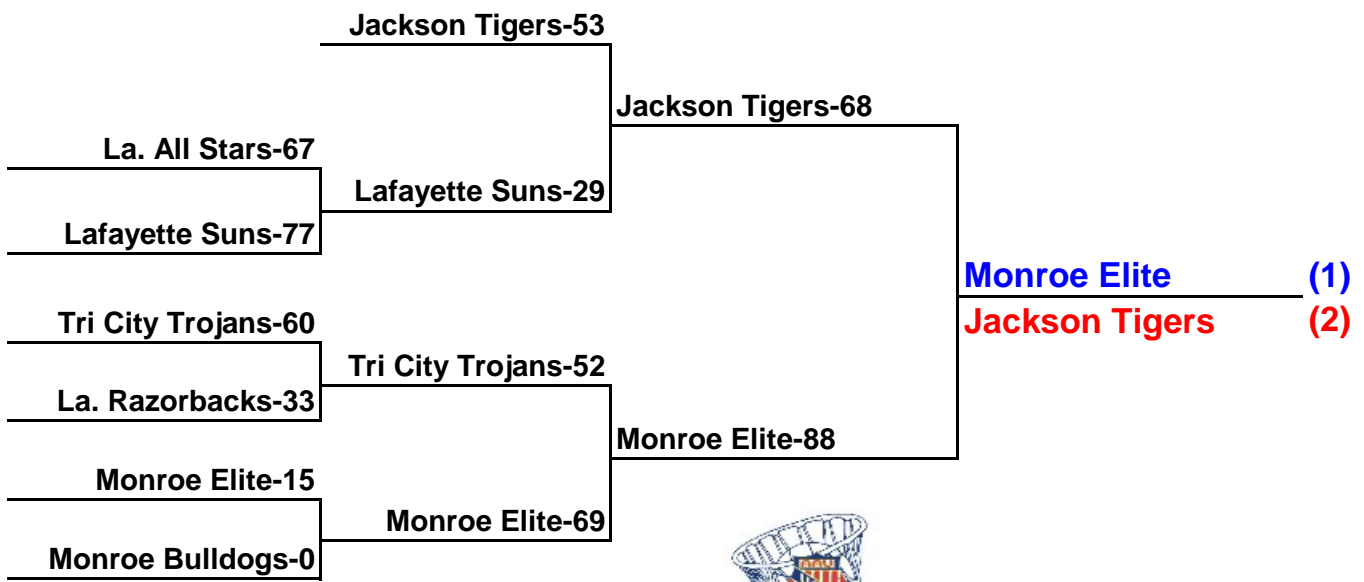 Jackson Tigers-53
Jackson Tigers-68
La. All Stars-67
Lafayette Suns-29
Lafayette Suns-77
Monroe Elite (1)
Jackson Tigers (2)
Tri City Trojans-60
Tri City Trojans-52
La. Razorbacks-33
Monroe Elite-88
Monroe Elite-15
Monroe Elite-69
Monroe Bulldogs-0